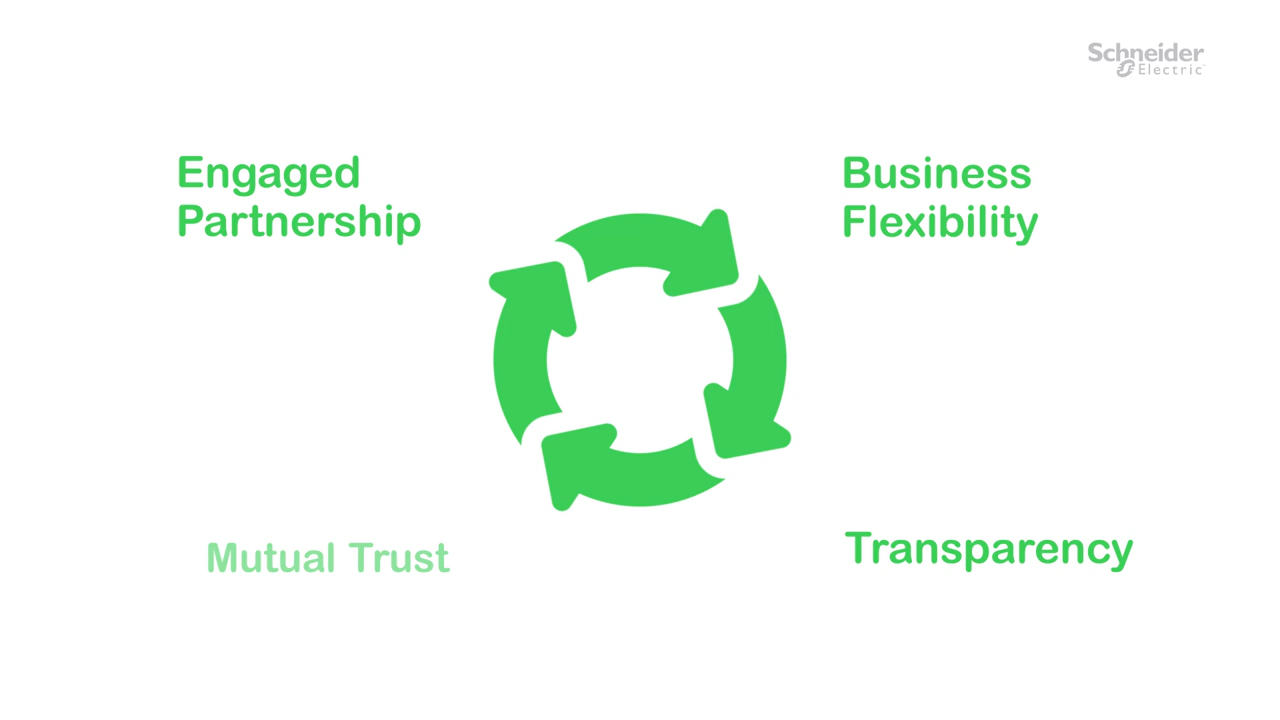 Schneider
Electric
Engaged
Partnership
Business
Flexibility
Mutual Trust
Transparency